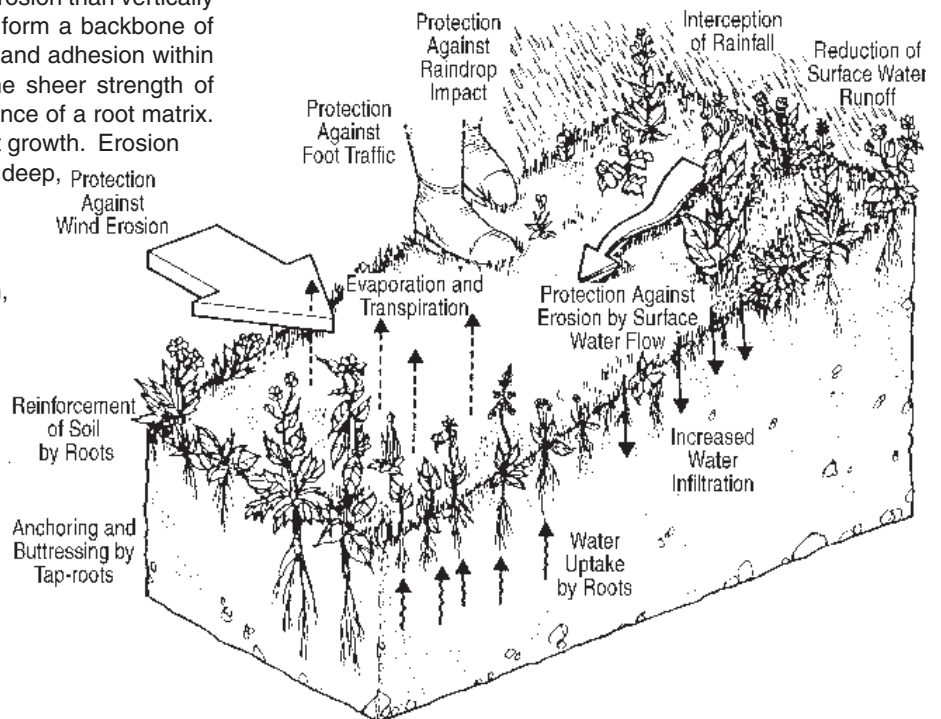 rosion than vertically
form a backbone of
and adhesion within
e sheer strength of
nce of a root matrix.
t growth. Erosion
deep,
,
Protection
Against
Wind Erosion
Protection
Against
Foot Traffic
Protection
Against
Raindrop
Impact
Interception
of Rainfall
Reduction of
Surface Water
Runoff
Evaporation and
Transpiration
Protection Against
Erosion by Surface
Water Flow
Reinforcement
of Soil
by Roots
Increased
Water
Infiltration
Anchoring and
Buttressing by
Tap-roots
Water
Uptake
by Roots